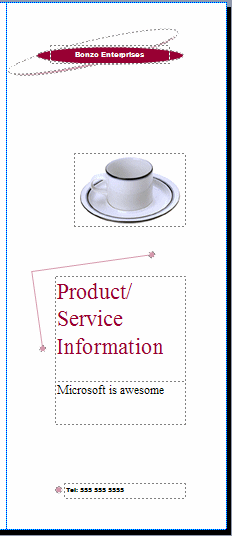 Bonzo Enterprises
Product/
Service
Information
Microsoft is awesome
Tel: 555 555 5555